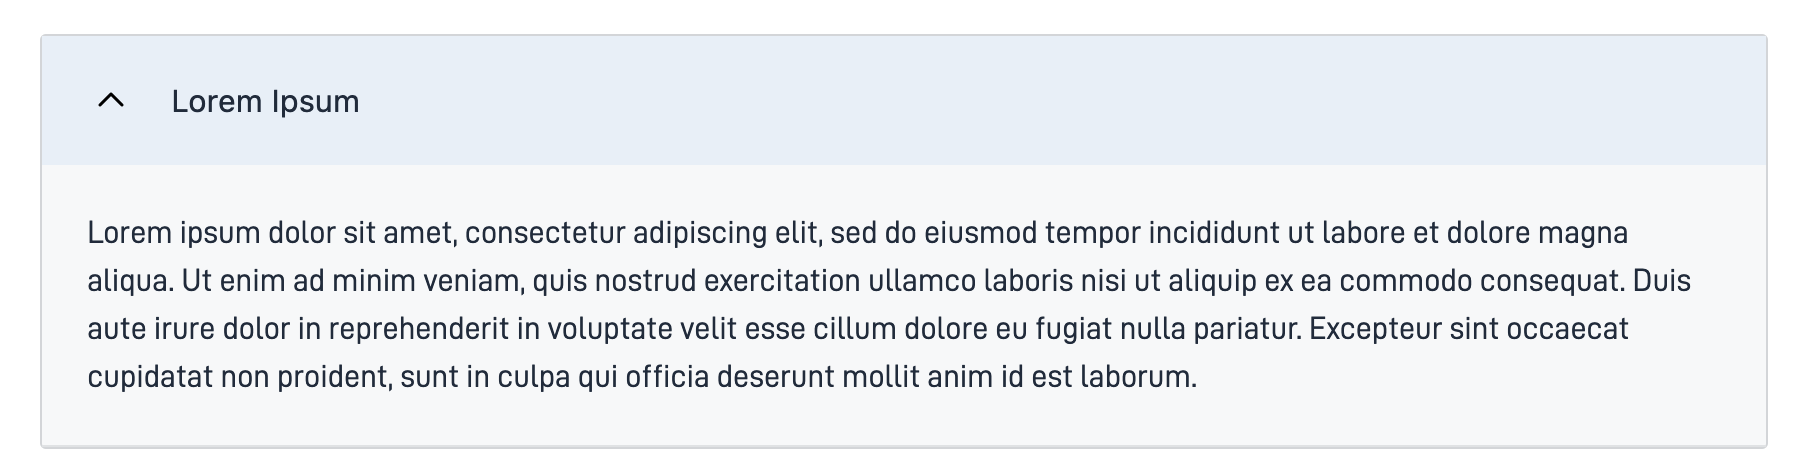 Lorem Ipsum
Lorem ipsum dolor sit amet, consectetur adipiscing elit, sed do eiusmod tempor incididunt ut labore et dolore magna
aliqua. Ut enim ad minim veniam, quis nostrud exercitation ullamco laboris nisi ut aliquip ex ea commodo consequat. Duis
aute irure dolor in reprehenderit in voluptate velit esse cillum dolore eu fugiat nulla pariatur. Excepteur sint occaecat
cupidatat non proident, sunt in culpa qui officia deserunt mollit anim id est laborum.